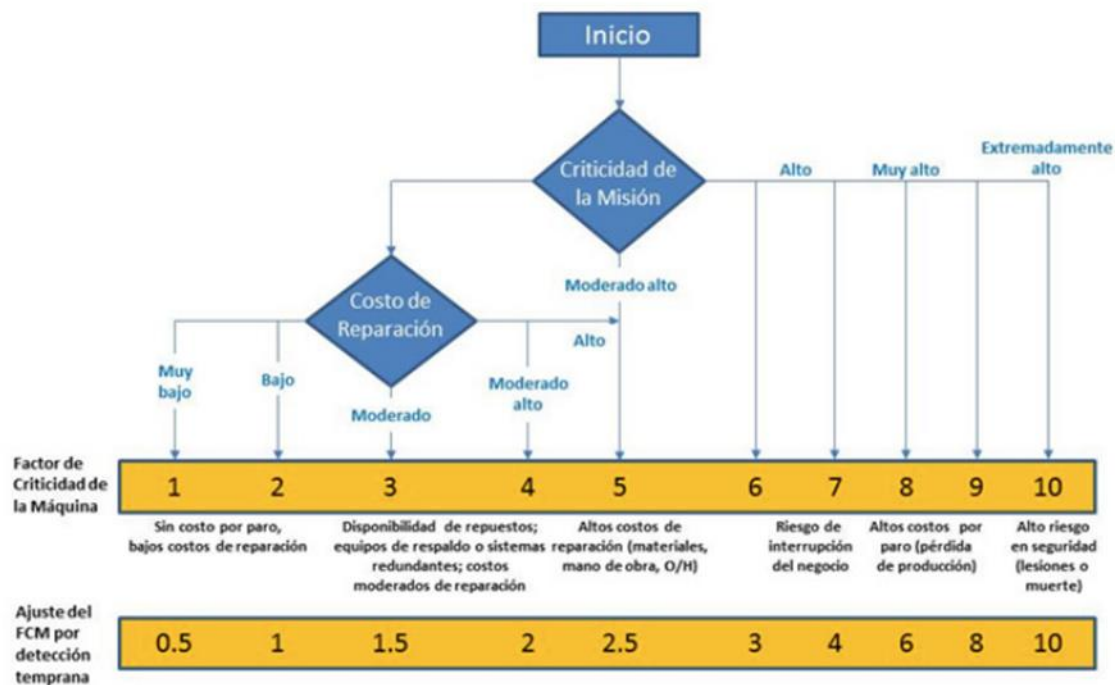 Inicio
Criticidad de
la Misión
Alto
Muy alto
Extremadamente
alto
Moderado alto
Costo de
Reparación
Alto
Muy
bajo
Bajo
Moderado
Moderado
alto
Factor de
Criticidad de
la Máquina
1 2 3 4 5 6 7 8 9 10
Sin costo por paro,
bajos costos de reparación
Disponibilidad de repuestos;
equipos de respaldo o sistemas
redundantes; costos
moderados de reparación
Altos costos de
reparación (materiales,
mano de obra, O/H)
Riesgo de
interrupción
del negocio
Altos costos por
paro (pérdida
de producción)
Alto riesgo
en seguridad
(lesiones o
muerte)
Ajuste del
FCM por
detección
temprana
0.5 1 1.5 2 2.5 3 4 6 8 10